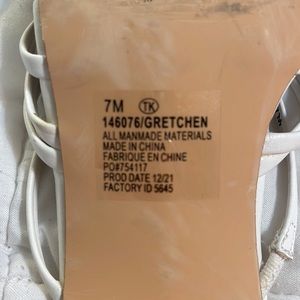 7M TK
146076/GRETCHEN
ALL MANMADE MATERIALS
MADE IN CHINA
FABRIQUE EN CHINE
PO#754117
PROD DATE 12/21
FACTORY ID 5645